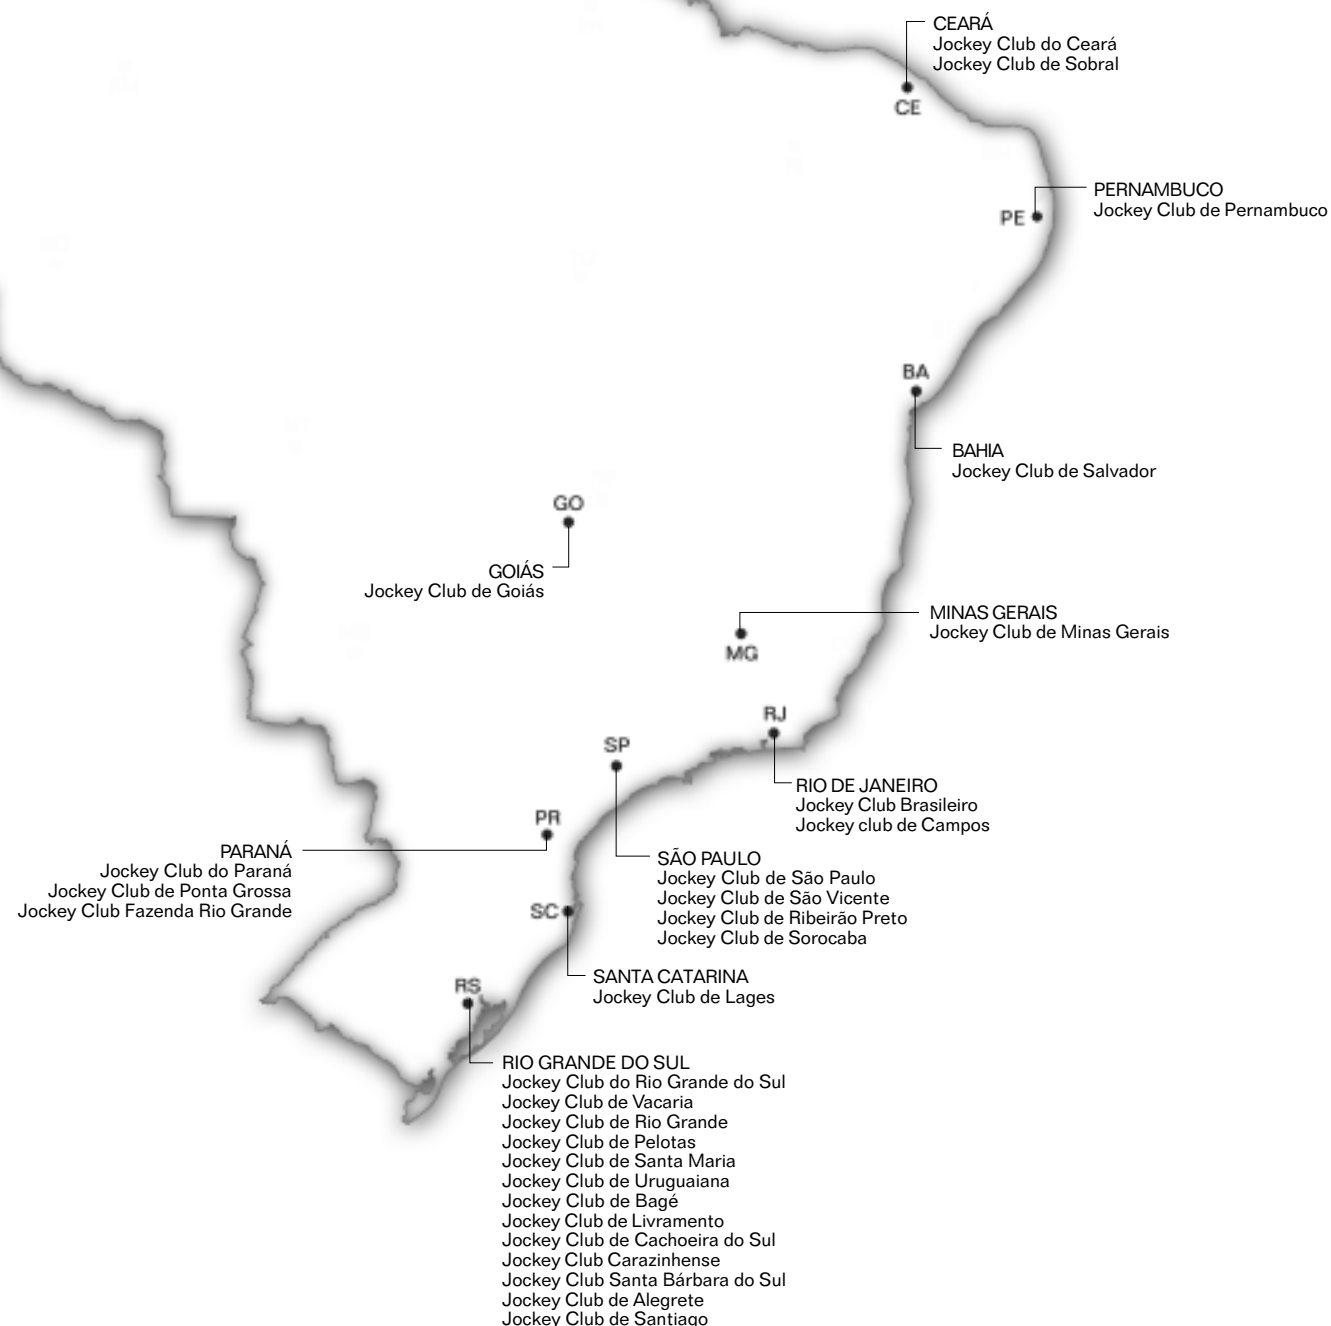 CEARÁ
Jockey Club do Ceará
Jockey Club de Sobral
CE
PERNAMBUCO
Jockey Club de Pernambuco
PE
BA
BAHIA
Jockey Club de Salvador
GO
GOIÁS
Jockey Club de Goiás
MINAS GERAIS
Jockey Club de Minas Gerais
MG
RJ
RIO DE JANEIRO
Jockey Club Brasileiro
Jockey club de Campos
SP
SÃO PAULO
Jockey Club de São Paulo
Jockey Club de São Vicente
Jockey Club de Ribeirão Preto
Jockey Club de Sorocaba
PR
PARANÁ
Jockey Club do Paraná
Jockey Club de Ponta Grossa
Jockey Club Fazenda Rio Grande
SC
SANTA CATARINA
Jockey Club de Lages
RS
RIO GRANDE DO SUL
Jockey Club do Rio Grande do Sul
Jockey Club de Vacaria
Jockey Club de Rio Grande
Jockey Club de Pelotas
Jockey Club de Santa Maria
Jockey Club de Uruguaiana
Jockey Club de Bagé
Jockey Club de Livramento
Jockey Club de Cachoeira do Sul
Jockey Club Carazinhense
Jockey Club Santa Bárbara do Sul
Jockey Club de Alegrete
Jockey Club de Santiago